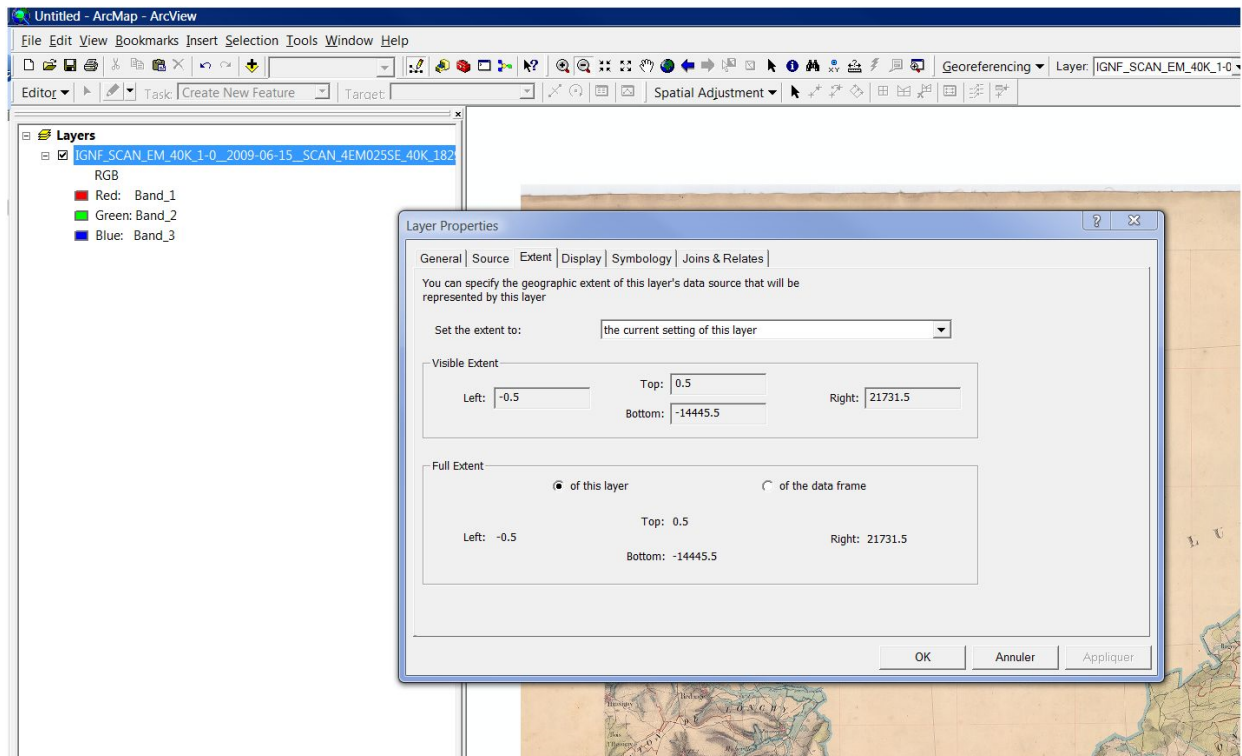 Untitled - ArcMap - ArcView
File Edit View Bookmarks Insert Selection Tools Window Help
Georeferencing Layer: IGNF_SCAN_EM_40K_1-0
Editor Task: Create New Feature Target: Spatial Adjustment
Layers
IGNF_SCAN_EM_40K_1-0__2009-06-15__SCAN_4EM025SE_40K_182
RGB
Red: Band_1
Green: Band_2
Blue: Band_3
Layer Properties
General Source Extent Display Symbology Joins & Relates
You can specify the geographic extent of this layer's data source that will be
represented by this layer
Set the extent to: the current setting of this layer
Visible Extent
Top: 0.5
Left: -0.5 Right: 21731.5
Bottom: -14445.5
Full Extent
of this layer of the data frame
Top: 0.5
Left: -0.5 Right: 21731.5
Bottom: -14445.5
OK Annuler Appliquer
L U
LONGWY